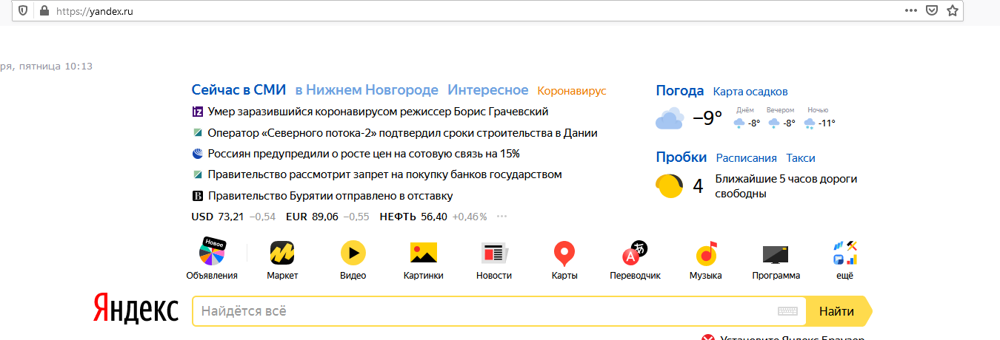 https://yandex.ru
ря, пятница 10:13
Сейчас в СМИ в Нижнем Новгороде Интересное Коронавирус
Умер заразившийся коронавирусом режиссер Борис Грачевский
Оператор «Северного потока-2» подтвердил сроки строительства в Дании
Россиян предупредили о росте цен на сотовую связь на 15%
Правительство рассмотрит запрет на покупку банков государством
Правительство Бурятии отправлено в отставку
USD 73,21 −0,54 EUR 89,06 −0,55 НЕФТЬ 56,40 +0,46%
Погода Карта осадков
Днём Вечером Ночью
−9° -8° -8° -11°
Пробки Расписания Такси
4 Ближайшие 5 часов дороги
свободны
Новое
Объявления Маркет Видео Картинки Новости Карты Переводчик Музыка Программа ещё
Яндекс Найдётся всё Найти
Установите Яндекс.Браузер